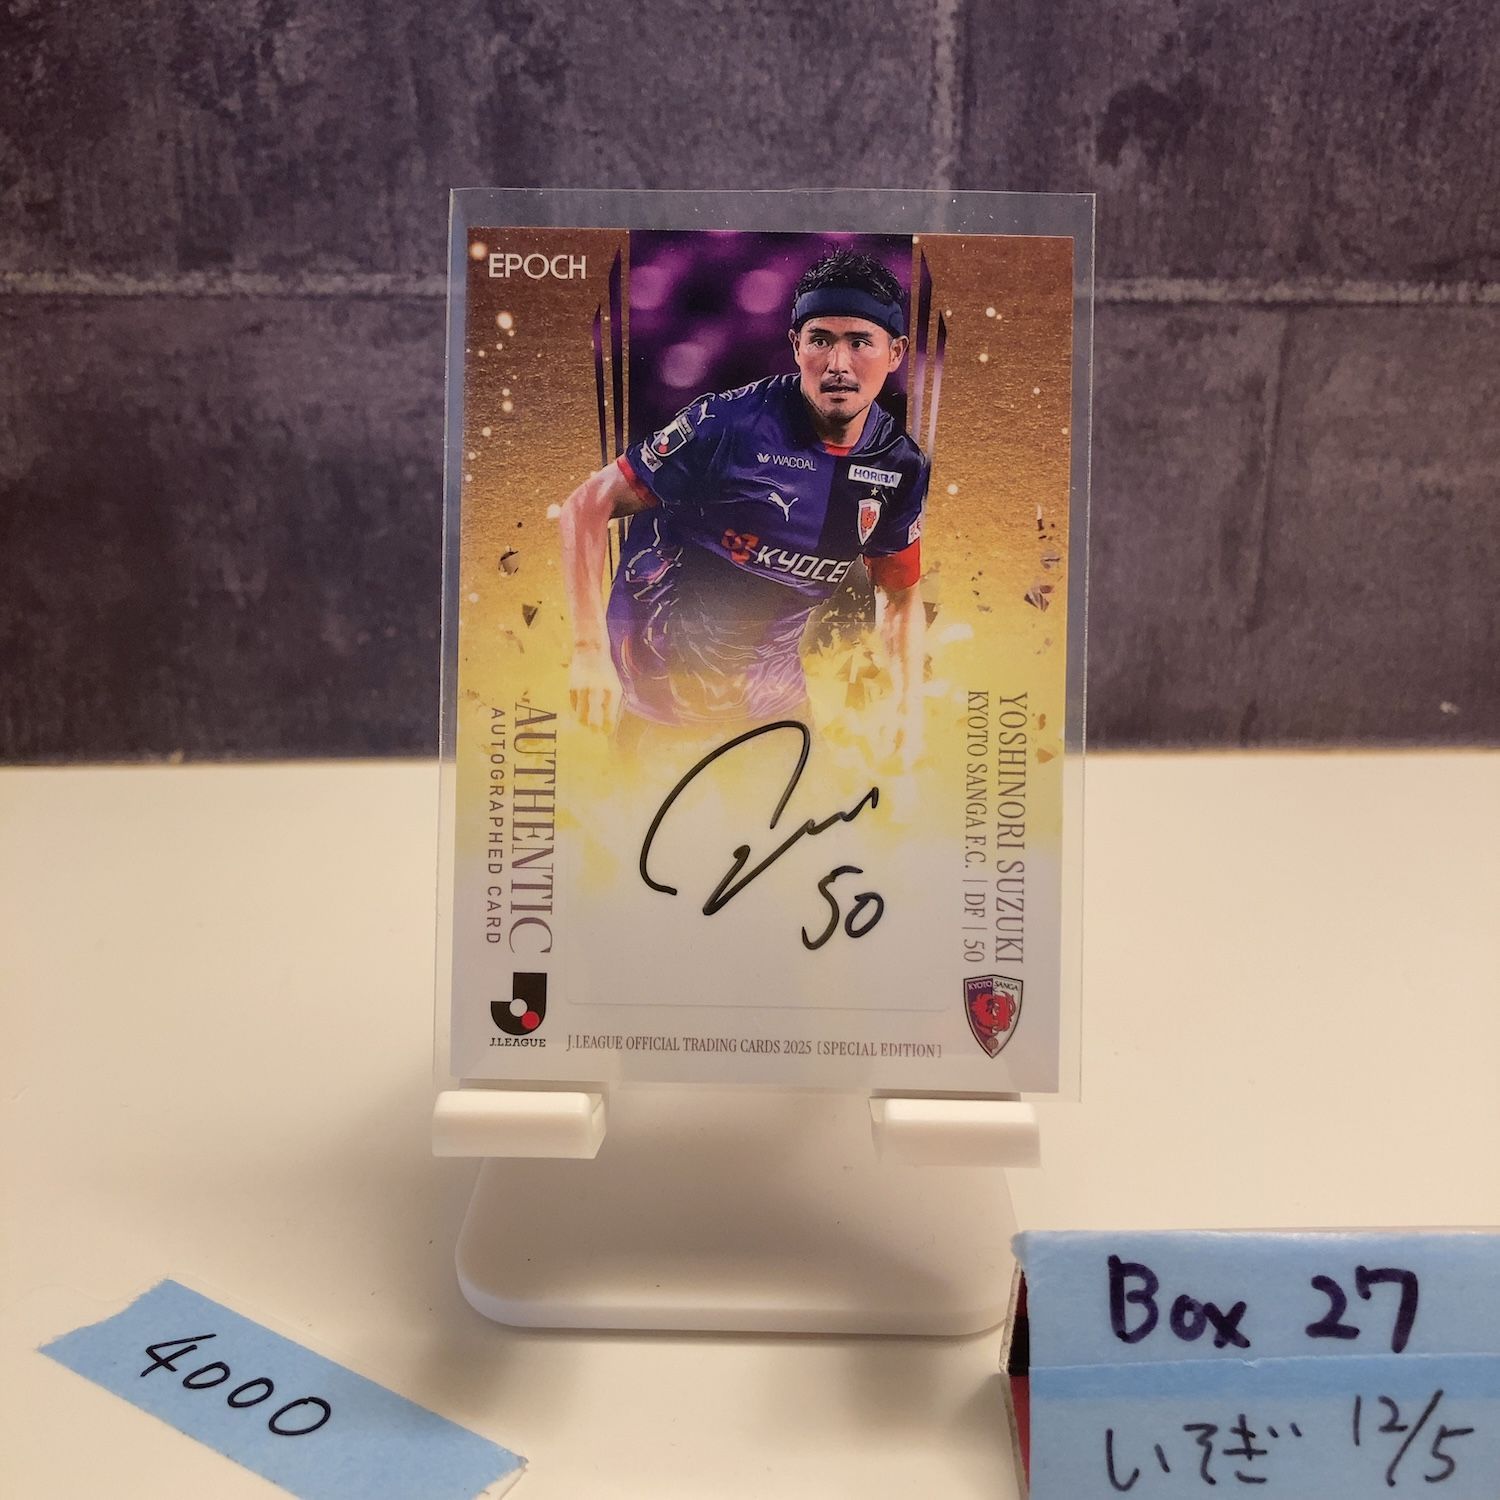 EPOCH
WACOAL
HORIBA
KYOCE
YOSHINORI SUZUKI
KYOTO SANGA F.C. | DF | 50
AUTHENTIC
AUTOGRAPHED CARD
50
KYOTO SANGA
J.LEAGUE
J.LEAGUE OFFICIAL TRADING CARDS 2025 [SPECIAL EDITION]
4000
Box 27
いそぎ 12/5